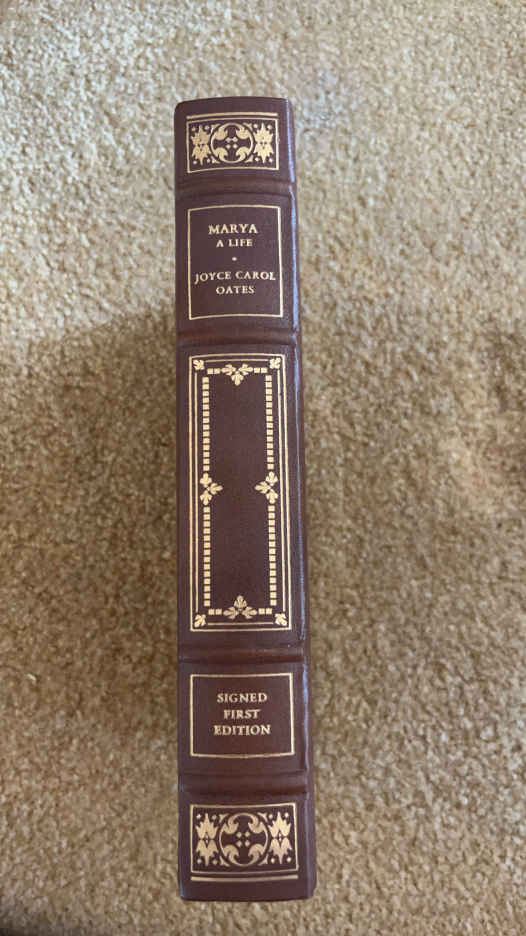 MARYA
A LIFE
JOYCE CAROL
OATES
SIGNED
FIRST
EDITION